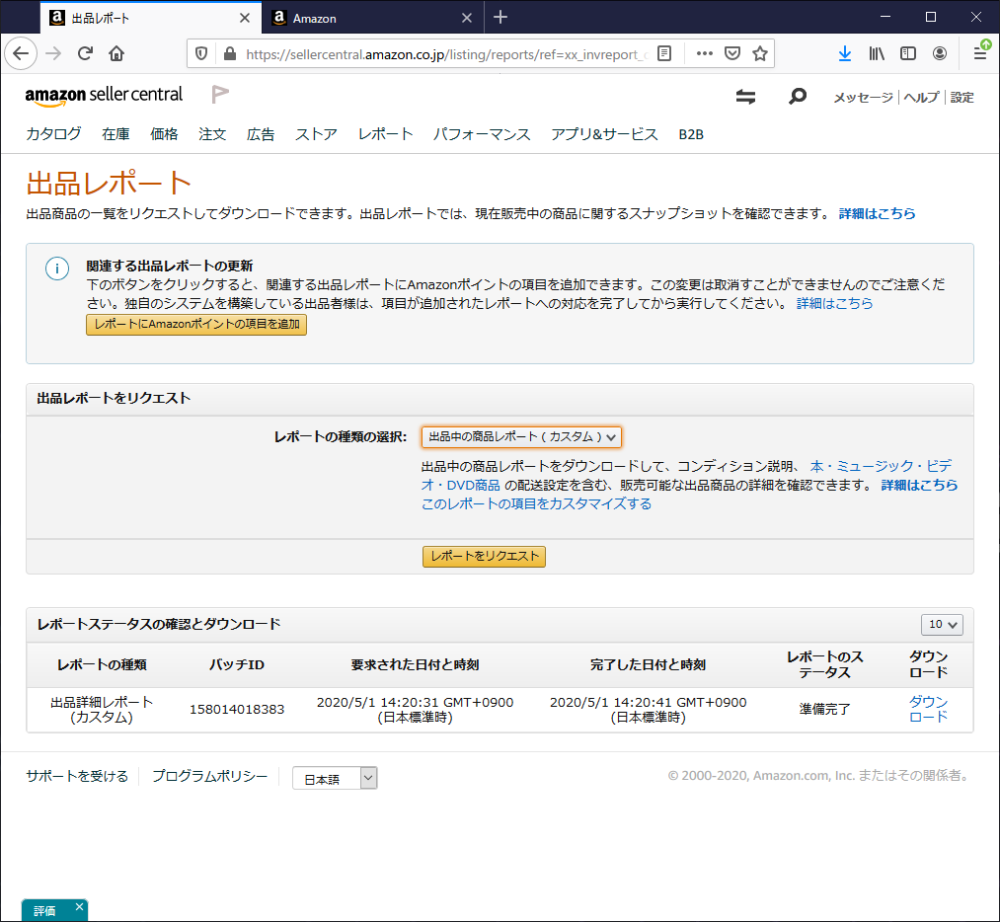 出品レポート
Amazon
https://sellercentral.amazon.co.jp/listing/reports/ref=xx_invreport_
amazon seller central
メッセージ | ヘルプ | 設定
カタログ 在庫 価格 注文 広告 ストア レポート パフォーマンス アプリ&サービス B2B
出品レポート
出品商品の一覧をリクエストしてダウンロードできます。出品レポートでは、現在販売中の商品に関するスナップショットを確認できます。 詳細はこちら
関連する出品レポートの更新
下のボタンをクリックすると、関連する出品レポートにAmazonポイントの項目を追加できます。この変更は取消すことができませんのでご注意くだ
さい。独自のシステムを構築している出品者様は、項目が追加されたレポートへの対応を完了してから実行してください。 詳細はこちら
レポートにAmazonポイントの項目を追加
出品レポートをリクエスト
レポートの種類の選択: 出品中の商品レポート ( カスタム )
出品中の商品レポートをダウンロードして、コンディション説明、 本・ミュージック・ビデ
オ・DVD商品 の配送設定を含む、販売可能な出品商品の詳細を確認できます。 詳細はこちら
このレポートの項目をカスタマイズする
レポートをリクエスト
レポートステータスの確認とダウンロード 10
レポートの種類 バッチID 要求された日付と時刻 完了した日付と時刻 レポートのス
テータス ダウン
ロード
出品詳細レポート
(カスタム) 158014018383 2020/5/1 14:20:31 GMT+0900
(日本標準時) 2020/5/1 14:20:41 GMT+0900
(日本標準時) 準備完了 ダウン
ロード
サポートを受ける プログラムポリシー 日本語 © 2000-2020, Amazon.com, Inc. またはその関係者。
評価